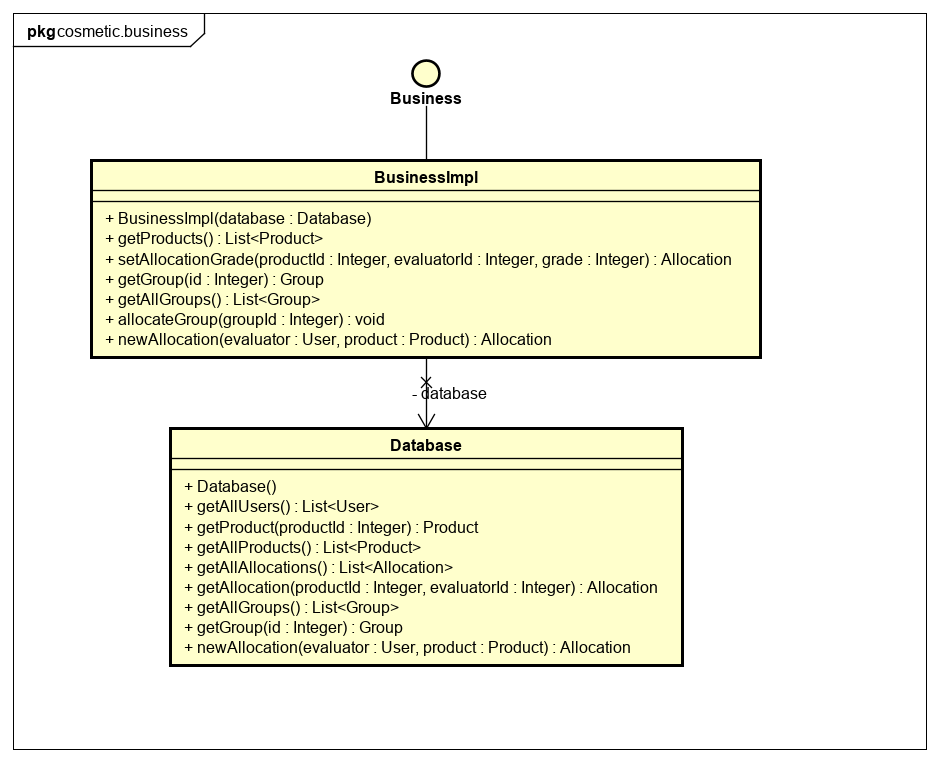 pkg cosmetic.business
Business
BusinessImpl
+ BusinessImpl(database : Database)
+ getProducts() : List<Product>
+ setAllocationGrade(productId : Integer, evaluatorId : Integer, grade : Integer) : Allocation
+ getGroup(id : Integer) : Group
+ getAllGroups() : List<Group>
+ allocateGroup(groupId : Integer) : void
+ newAllocation(evaluator : User, product : Product) : Allocation
- database
Database
+ Database()
+ getAllUsers() : List<User>
+ getProduct(productId : Integer) : Product
+ getAllProducts() : List<Product>
+ getAllAllocations() : List<Allocation>
+ getAllocation(productId : Integer, evaluatorId : Integer) : Allocation
+ getAllGroups() : List<Group>
+ getGroup(id : Integer) : Group
+ newAllocation(evaluator : User, product : Product) : Allocation